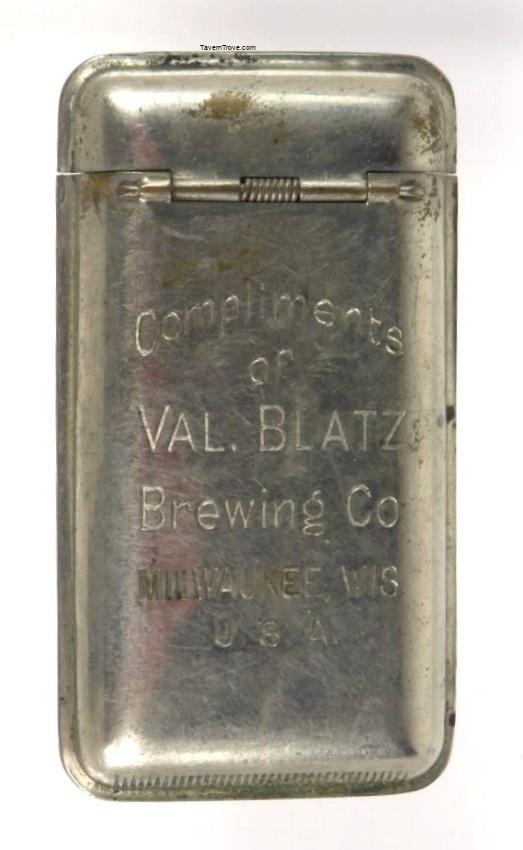 TavernTrove.com
Compliments
of
VAL. BLATZ
Brewing Co
MILWAUKEE, WIS.
U S A.